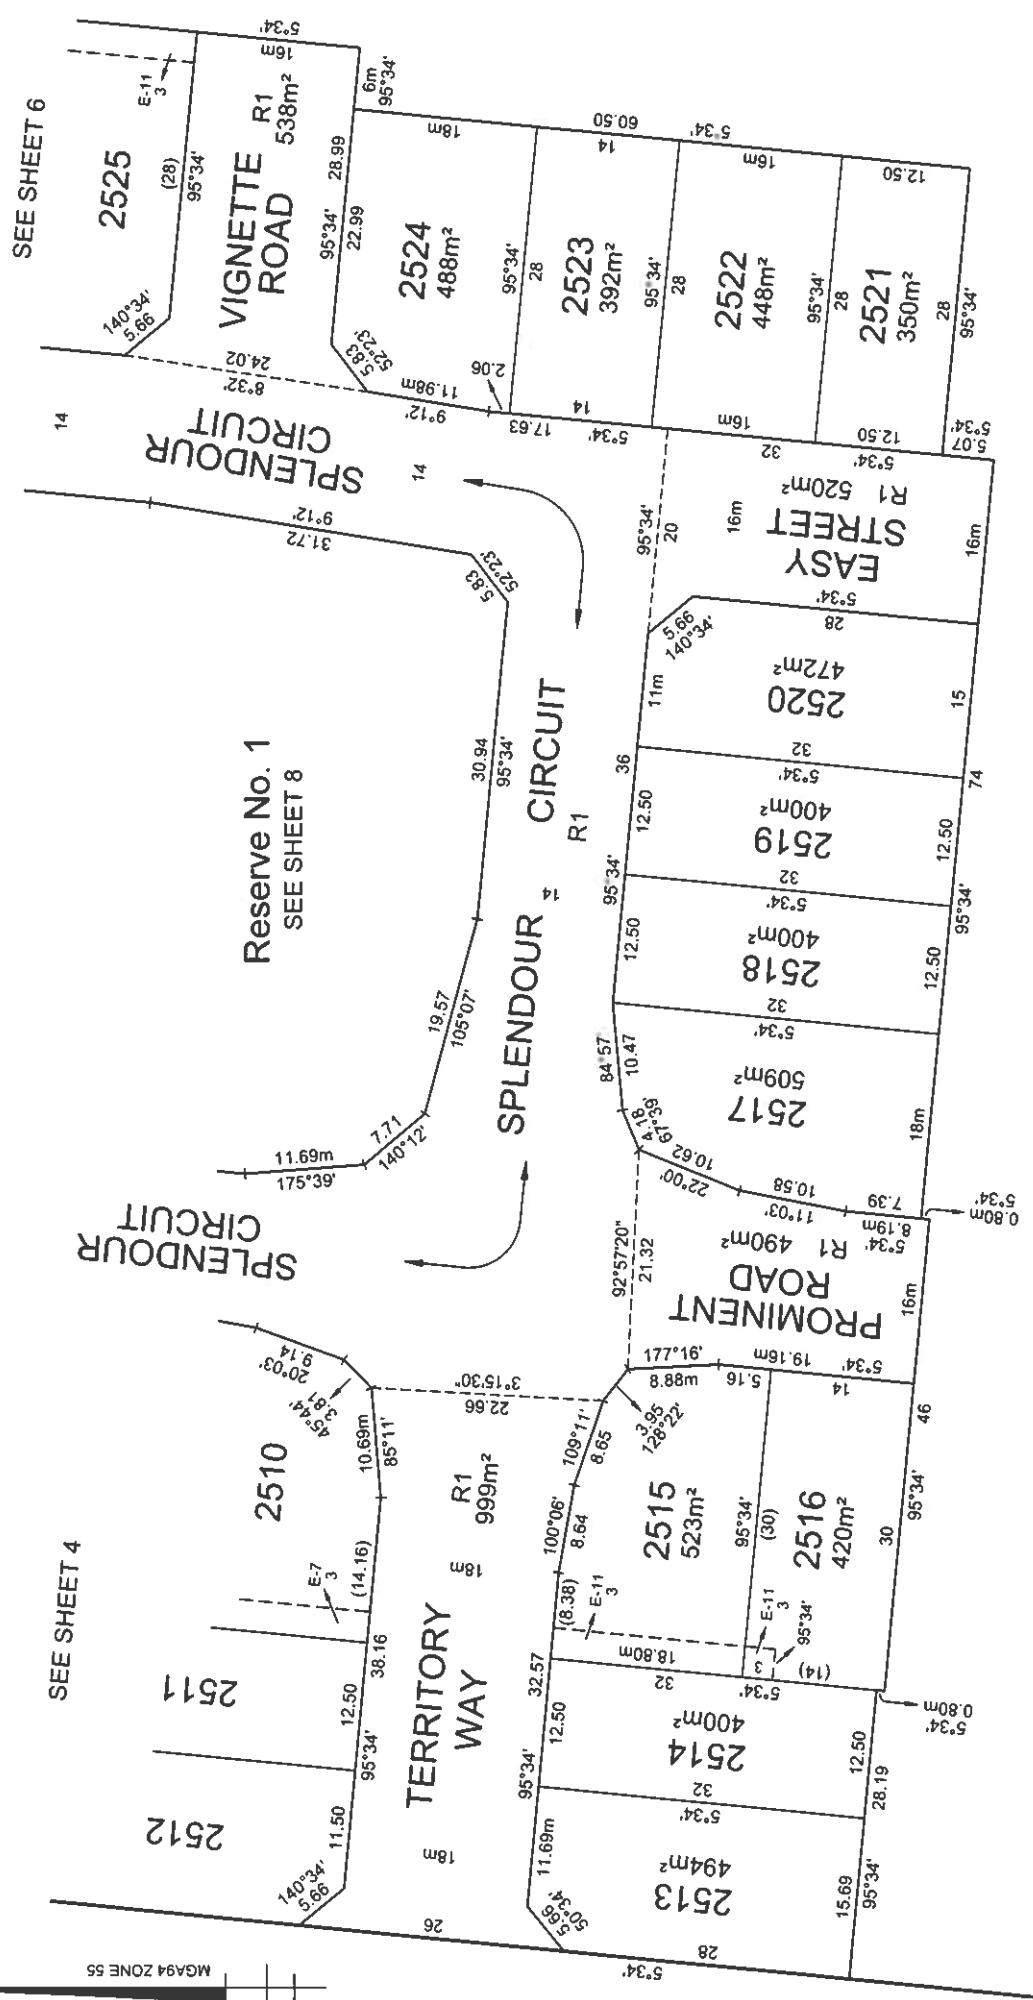 SEE SHEET 6
2525
E-11
3
(28)
95°34'
140°34'
5.66
5°34'
16m
VIGNETTE
ROAD
R1
538m²
6m
95°34'
28.99
95°34'
22.99
18m
60.50
5°34'
14
16m
12.50
2524
488m²
95°34'
28
2523
392m²
95°34'
28
2522
448m²
95°34'
28
2521
350m²
28
95°34'
5.83
52°23'
24.02
8°32'
11.98m
9°12'
2.06
17.63
14
5°34'
16m
32
12.50
5°34'
5.07
5°34'
14
SPLENDOUR
CIRCUIT
14
9°12'
31.72
5.83
52°23'
95°34'
20
16m
EASY
STREET
R1
520m²
16m
5°34'
28
5.66
140°34'
Reserve No. 1
SEE SHEET 8
30.94
95°34'
19.57
105°07'
7.71
140°12'
11.69m
175°39'
SPLENDOUR
CIRCUIT
14
R1
11m
36
12.50
95°34'
12.50
84°57'
10.47
4.18
67°39'
2520
472m²
15
32
5°34'
74
2519
400m²
12.50
32
5°34'
95°34'
2518
400m²
12.50
32
5°34'
2517
509m²
18m
10.62
22°00'
10.58
11°03'
7.39
8.19m
5°34'
0.80m
5°34'
SPLENDOUR
CIRCUIT
92°57'20"
21.32
PROMINENT
ROAD
R1
490m²
16m
9.14
20°03'
45°44'
3.81
10.69m
85°11'
3°15'30"
22.66
177°16'
8.88m
5.16
19.16m
5°34'
14
3.95
128°22'
109°11'
8.65
100°06'
8.64
SEE SHEET 4
2510
E-7
3
(14.16)
R1
999m²
18m
2511
38.16
12.50
95°34'
2512
11.50
140°34'
5.66
TERRITORY
WAY
18m
2515
523m²
95°34'
(30)
2516
420m²
46
95°34'
30
(8.38)
E-11
3
E-11
3
95°34'
18.80m
32
3
5°34'
(14)
0.80m
5°34'
32.57
12.50
95°34'
2514
400m²
12.50
28.19
32
5°34'
11.69m
2513
494m²
15.69
95°34'
5.66
50°34'
26
28
5°34'
MGA94 ZONE 55